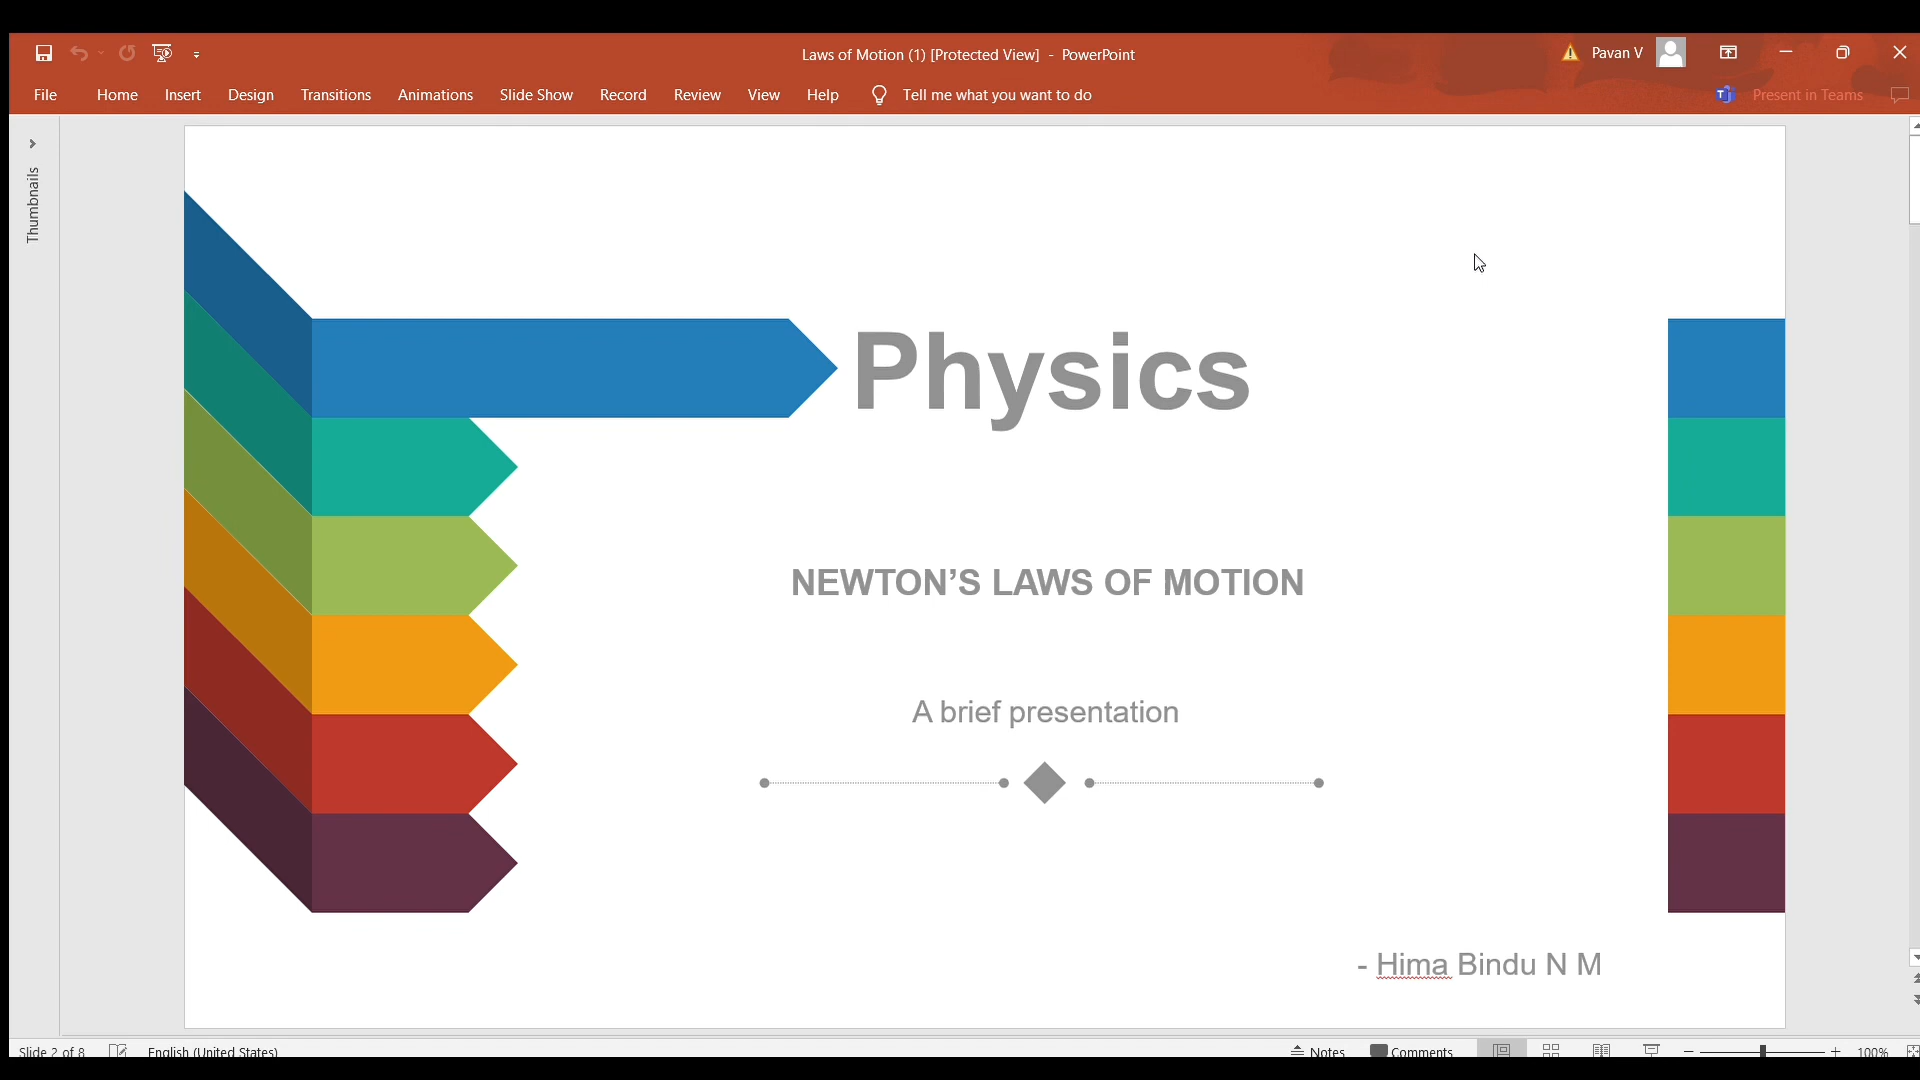 Laws of Motion (1) [Protected View] - PowerPoint
Pavan V
File Home Insert Design Transitions Animations Slide Show Record Review View Help Tell me what you want to do
Present in Teams
Thumbnails
Physics
NEWTON’S LAWS OF MOTION
A brief presentation
- Hima Bindu N M
Slide 2 of 8 English (United States) Notes Comments 100%